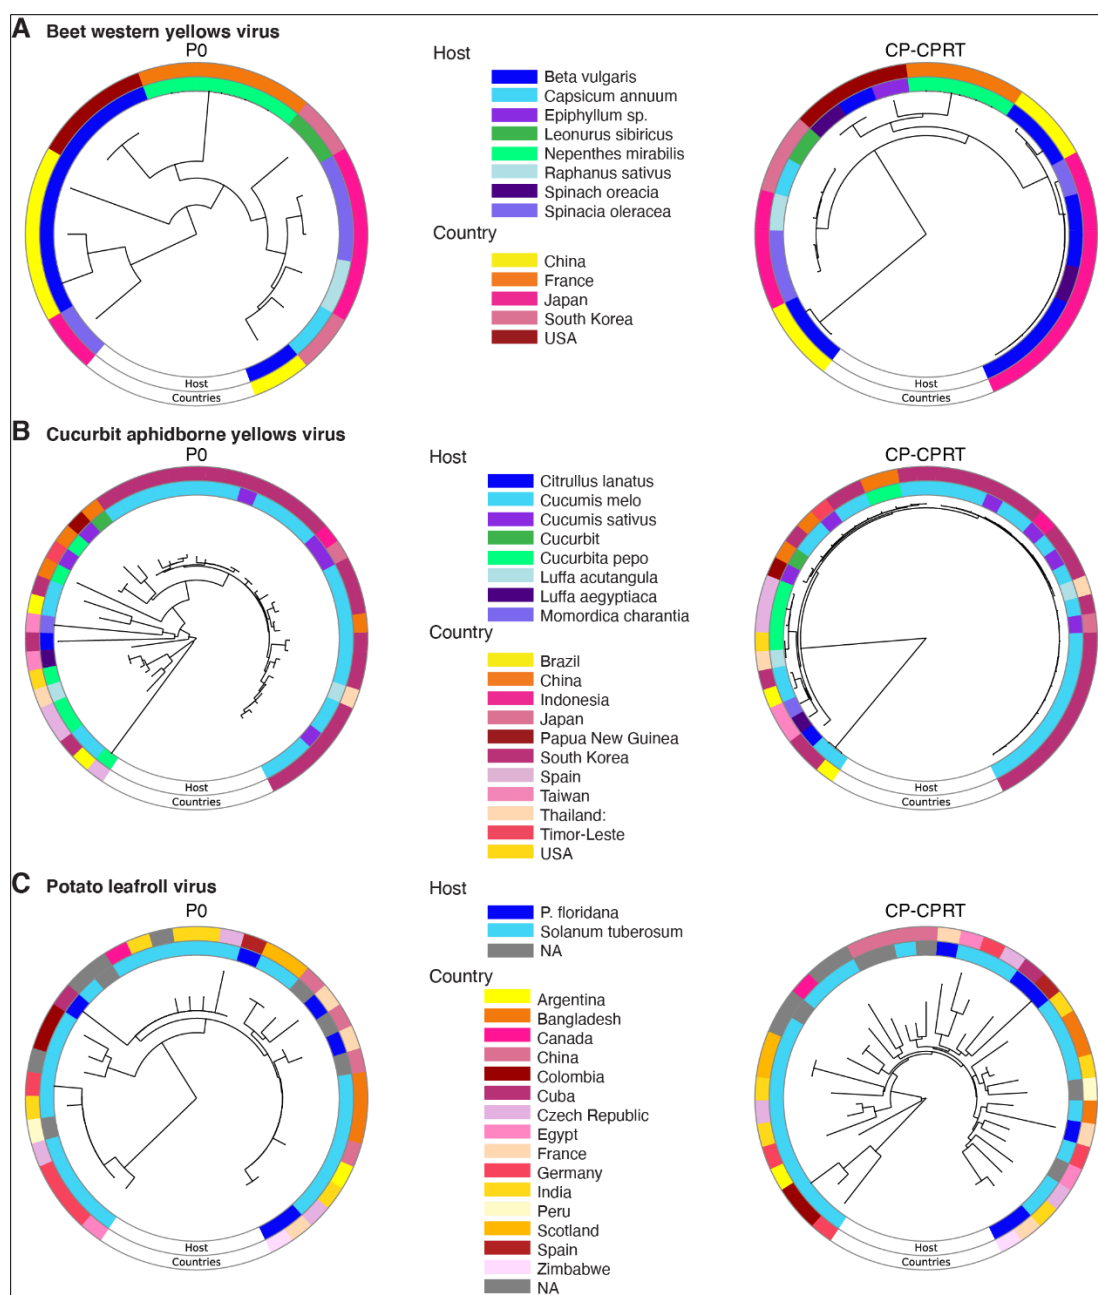 A Beet western yellows virus
P0
Host
Beta vulgaris
Capsicum annuum
Epiphyllum sp.
Leonurus sibiricus
Nepenthes mirabilis
Raphanus sativus
Spinach oreacia
Spinacia oleracea
Country
China
France
Japan
South Korea
USA
CP-CPRT
Host
Countries
Host
Countries
B Cucurbit aphidborne yellows virus
P0
Host
Citrullus lanatus
Cucumis melo
Cucumis sativus
Cucurbit
Cucurbita pepo
Luffa acutangula
Luffa aegyptiaca
Momordica charantia
Country
Brazil
China
Indonesia
Japan
Papua New Guinea
South Korea
Spain
Taiwan
Thailand:
Timor-Leste
USA
CP-CPRT
Host
Countries
Host
Countries
C Potato leafroll virus
P0
Host
P. floridana
Solanum tuberosum
NA
Country
Argentina
Bangladesh
Canada
China
Colombia
Cuba
Czech Republic
Egypt
France
Germany
India
Peru
Scotland
Spain
Zimbabwe
NA
CP-CPRT
Host
Countries
Host
Countries